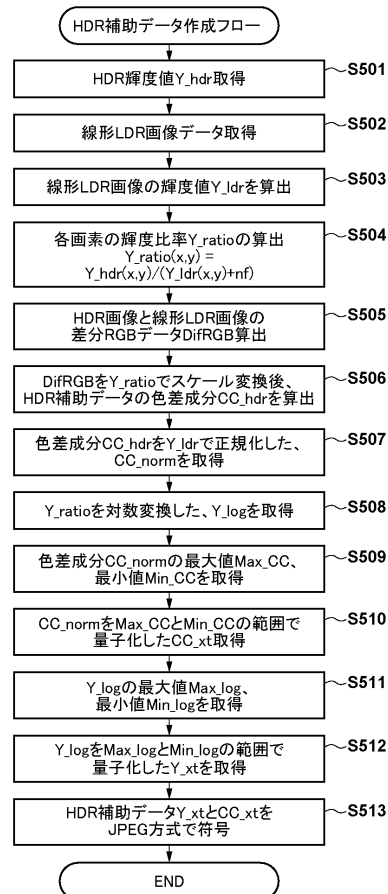 HDR補助データ作成フロー
HDR輝度値Y_hdr取得
S501
線形LDR画像データ取得
S502
線形LDR画像の輝度値Y_ldrを算出
S503
各画素の輝度比率Y_ratioの算出
Y_ratio(x,y) =
Y_hdr(x,y)/(Y_ldr(x,y)+nf)
S504
HDR画像と線形LDR画像の
差分RGBデータDifRGB算出
S505
DifRGBをY_ratioでスケール変換後、
HDR補助データの色差成分CC_hdrを算出
S506
色差成分CC_hdrをY_ldrで正規化した、
CC_normを取得
S507
Y_ratioを対数変換した、Y_logを取得
S508
色差成分CC_normの最大値Max_CC、
最小値Min_CCを取得
S509
CC_normをMax_CCとMin_CCの範囲で
量子化したCC_xt取得
S510
Y_logの最大値Max_log、
最小値Min_logを取得
S511
Y_logをMax_logとMin_logの範囲で
量子化したY_xtを取得
S512
HDR補助データY_xtとCC_xtを
JPEG方式で符号
S513
END